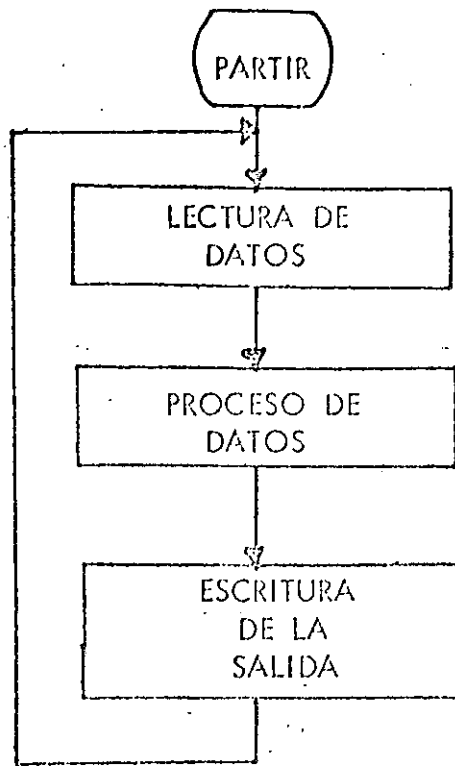 PARTIR
LECTURA DE
DATOS
PROCESO DE
DATOS
ESCRITURA
DE LA
SALIDA